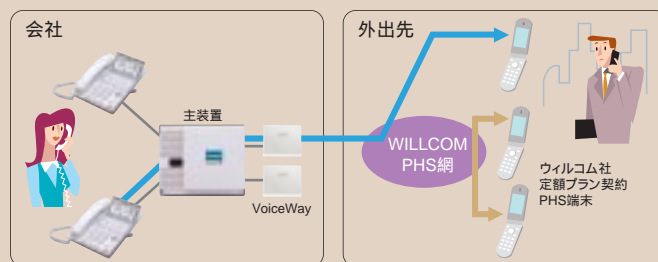 会社
主装置
VoiceWay
外出先
WILLCOM
PHS網
ウィルコム社
定額プラン契約
PHS端末